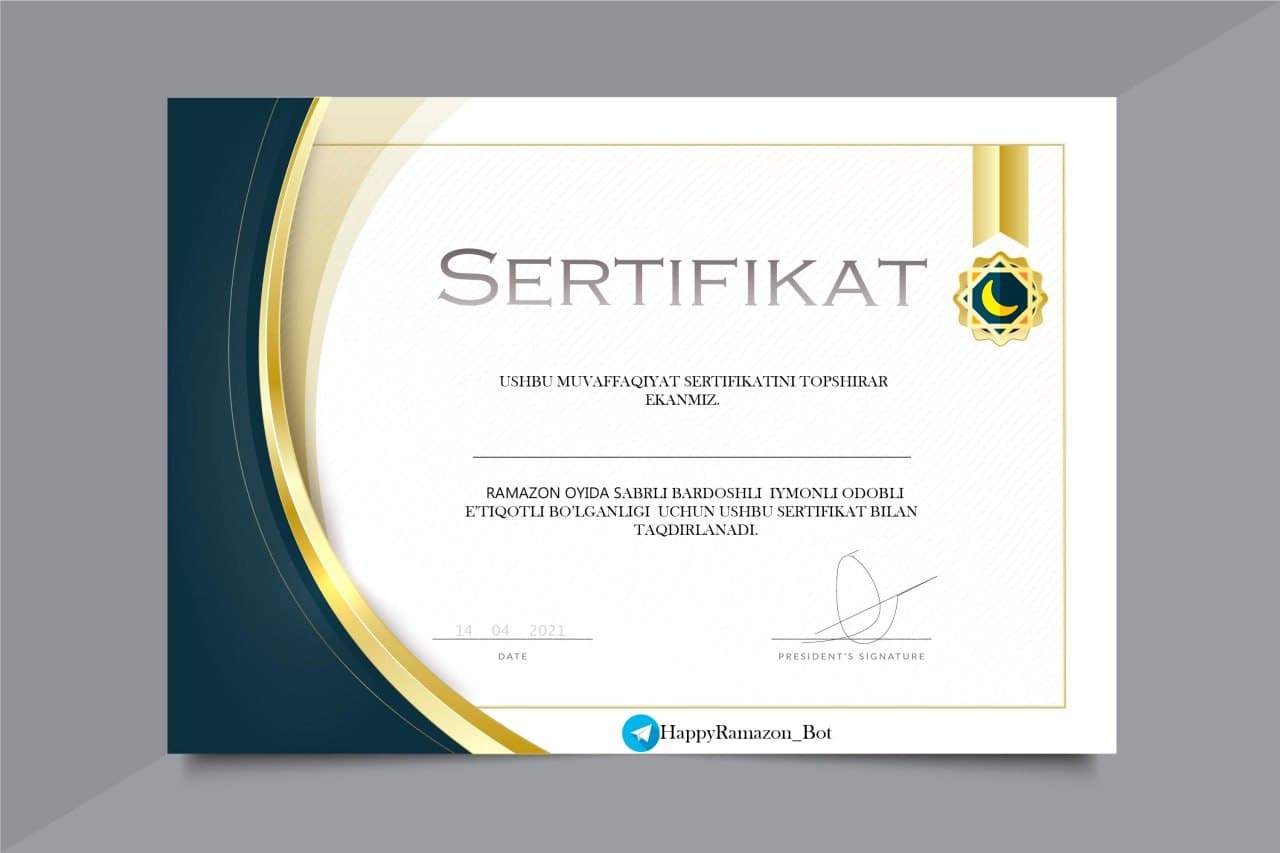 SERTIFIKAT
USHBU MUVAFFAQIYAT SERTIFIKATINI TOPSHIRAR
EKANMIZ.
RAMAZON OYIDA SABRLI BARDOSHLI IYMONLI ODOBLI
E'TIQOTLI BO'LGANLIGI UCHUN USHBU SERTIFIKAT BILAN
TAQDIRLANADI.
14 04 2021
DATE
PRESIDENT'S SIGNATURE
HappyRamazon_Bot